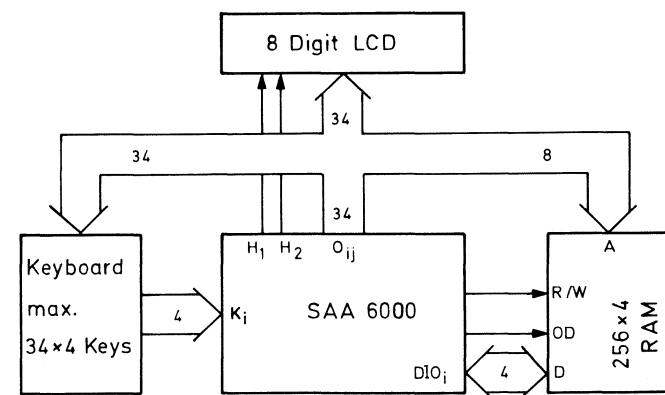 8 Digit LCD
34
34
8
34
H1 H2 Oij
A
Keyboard
max.
34×4 Keys
4
Ki
SAA 6000
DIOi
R/W
OD
4
D
256×4
RAM